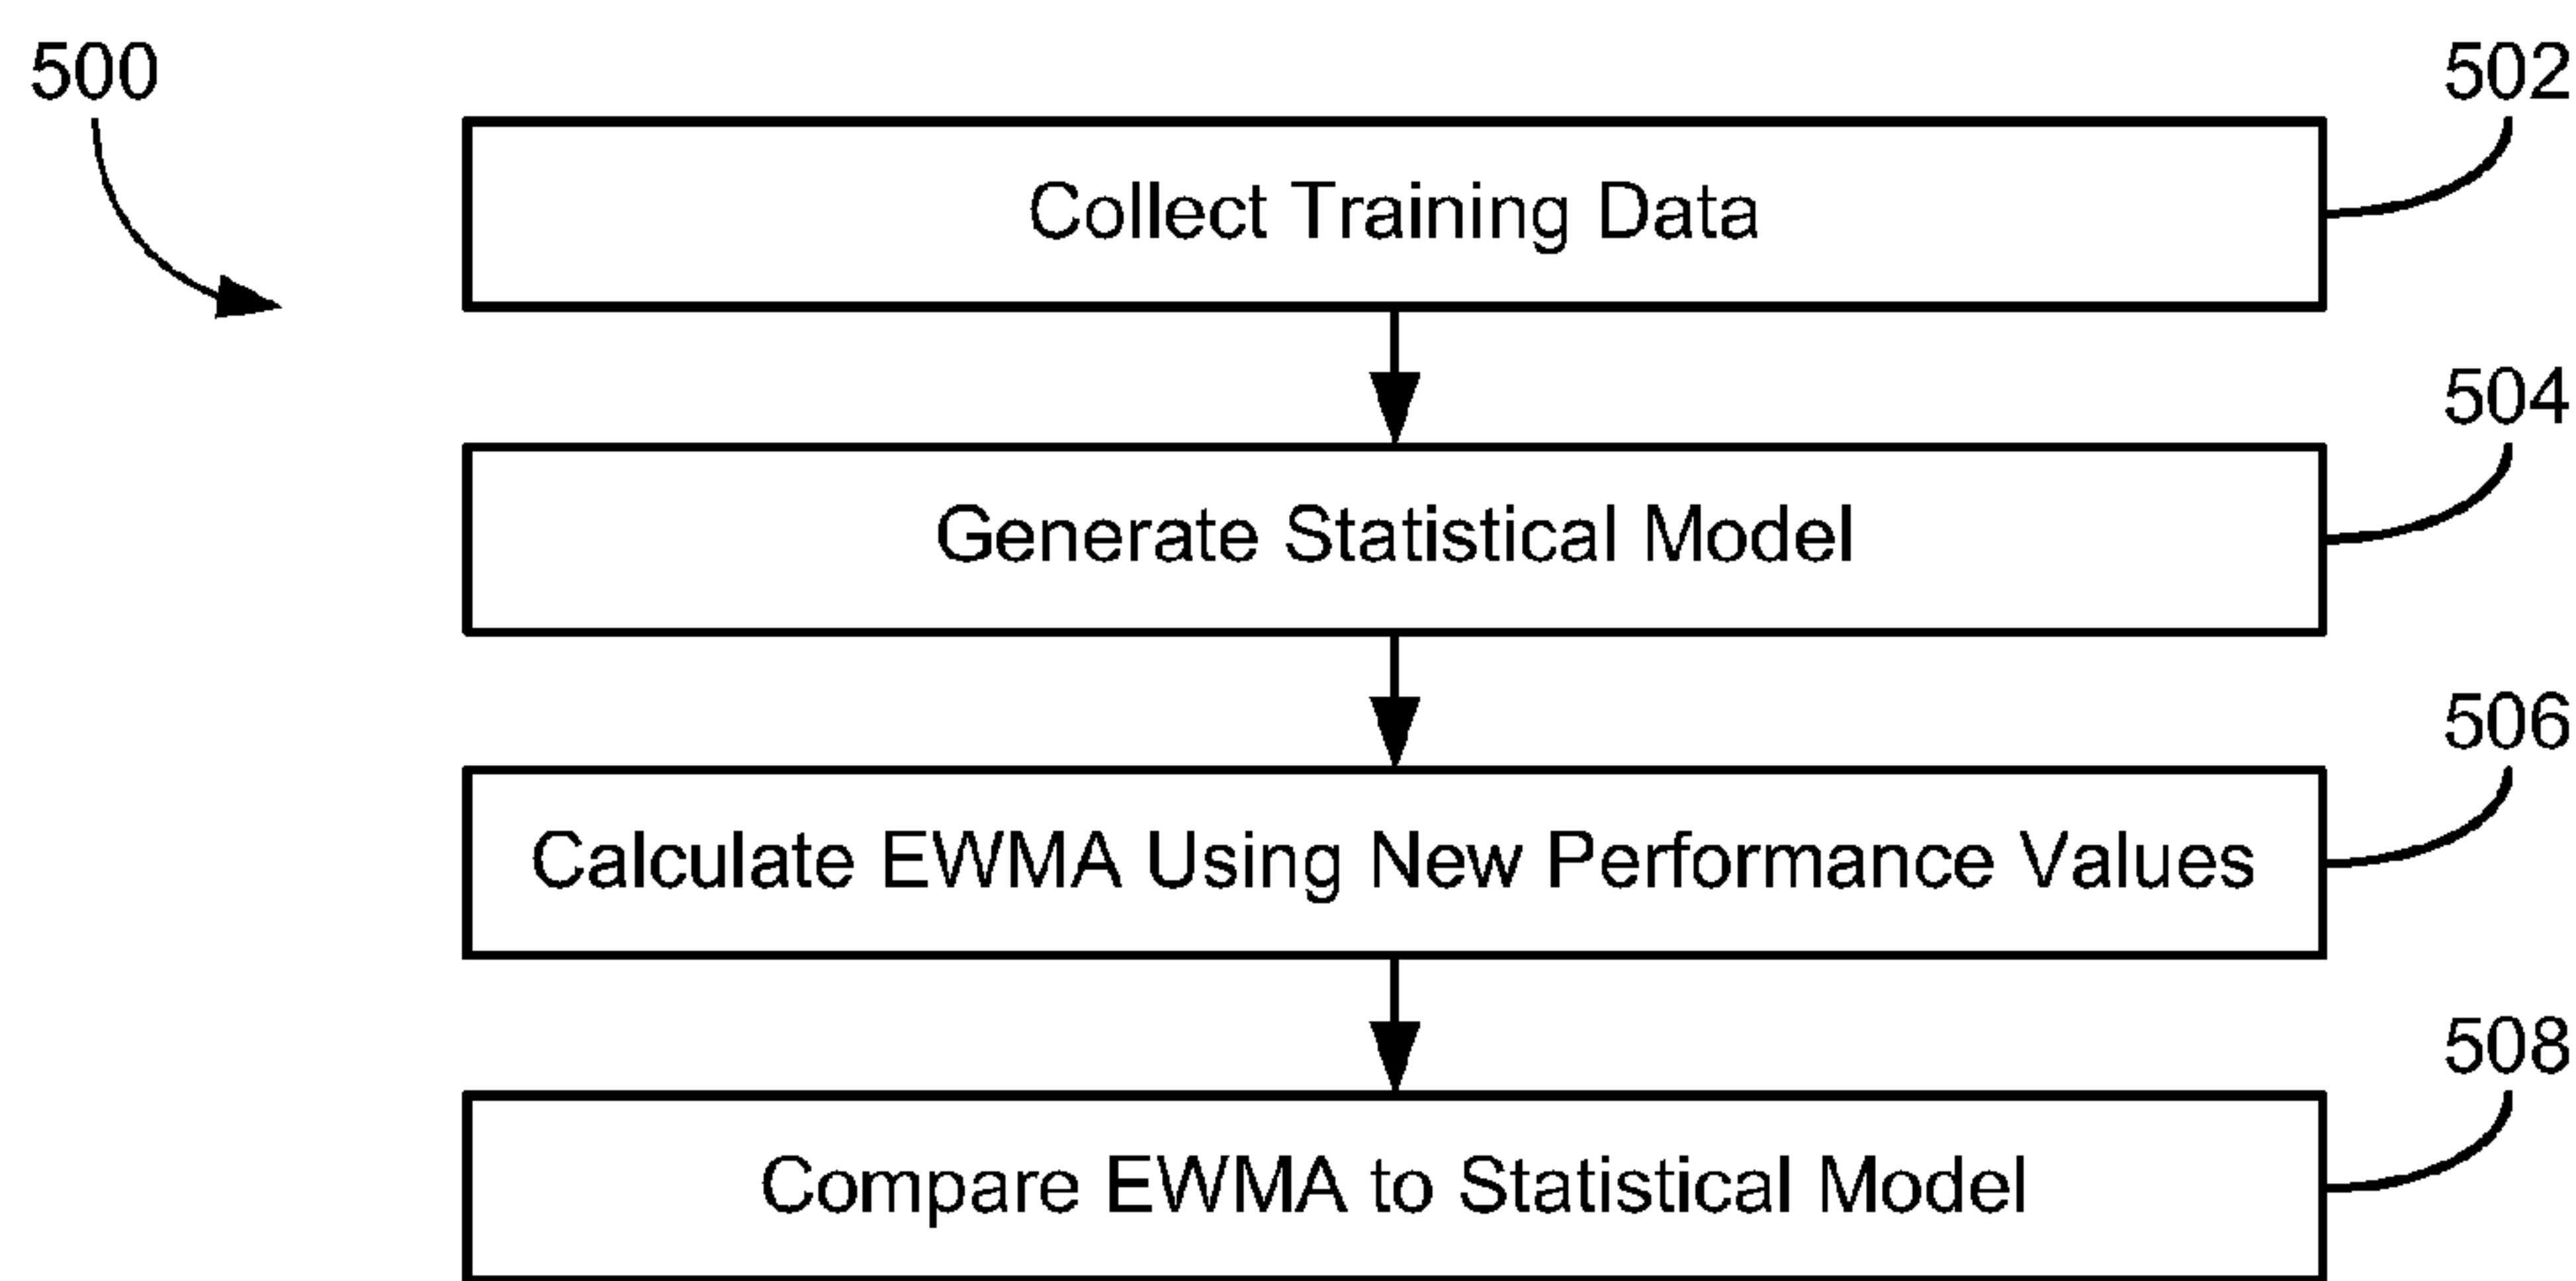 500
502
Collect Training Data
504
Generate Statistical Model
506
Calculate EWMA Using New Performance Values
508
Compare EWMA to Statistical Model